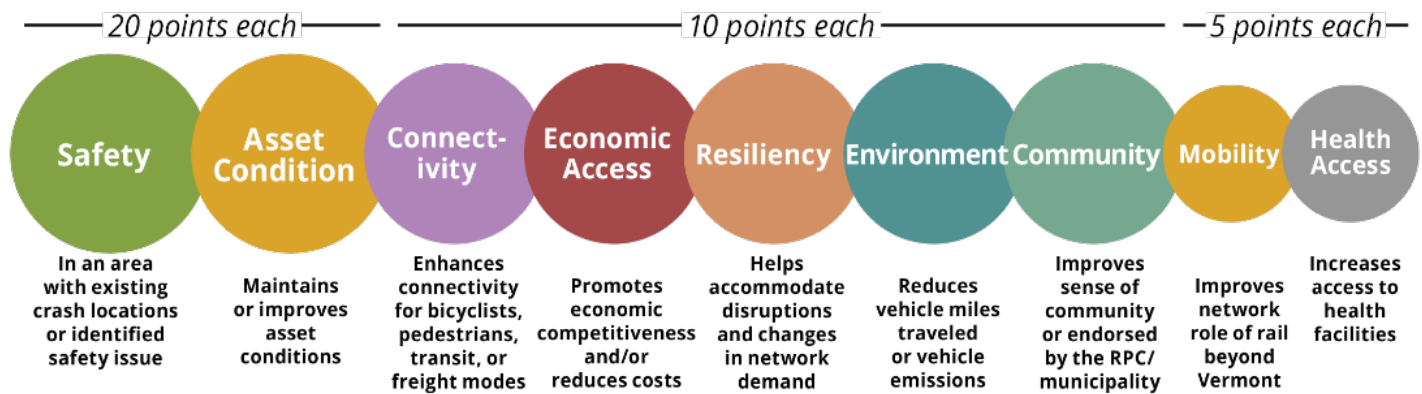 20 points each
10 points each
5 points each
Safety
Asset
Condition
Connect-
ivity
Economic
Access
Resiliency
Environment
Community
Mobility
Health
Access
In an area
with existing
crash locations
or identified
safety issue
Maintains
or improves
asset
conditions
Enhances
connectivity
for bicyclists,
pedestrians,
transit, or
freight modes
Promotes
economic
competitiveness
and/or
reduces costs
Helps
accommodate
disruptions
and changes
in network
demand
Reduces
vehicle miles
traveled
or vehicle
emissions
Improves
sense of
community
or endorsed
by the RPC/
municipality
Improves
network
role of rail
beyond
Vermont
Increases
access to
health
facilities